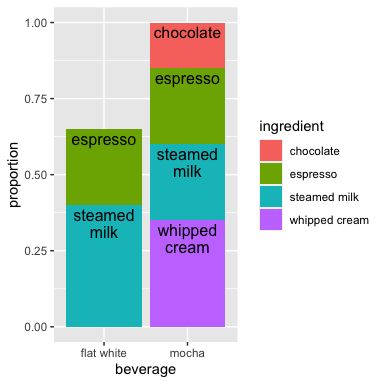 1.00
0.75
0.50
0.25
0.00
proportion
chocolate
espresso
steamed
milk
whipped
cream
espresso
steamed
milk
flat white
mocha
beverage
ingredient
chocolate
espresso
steamed milk
whipped cream